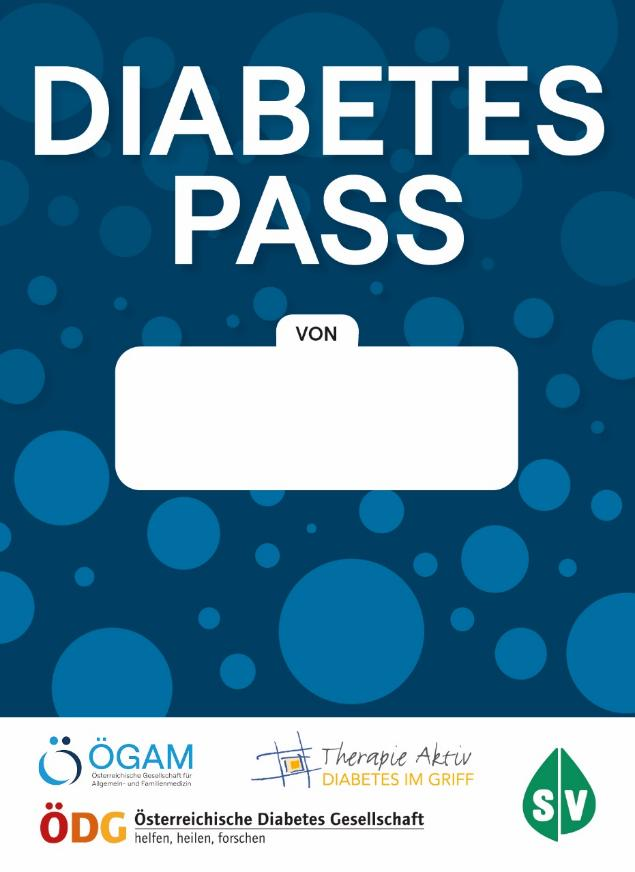 DIABETES
PASS
VON
ÖGAM
Österreichische Gesellschaft für
Allgemein- und Familienmedizin
Therapie Aktiv
DIABETES IM GRIFF
ÖDG
Österreichische Diabetes Gesellschaft
helfen, heilen, forschen
SV